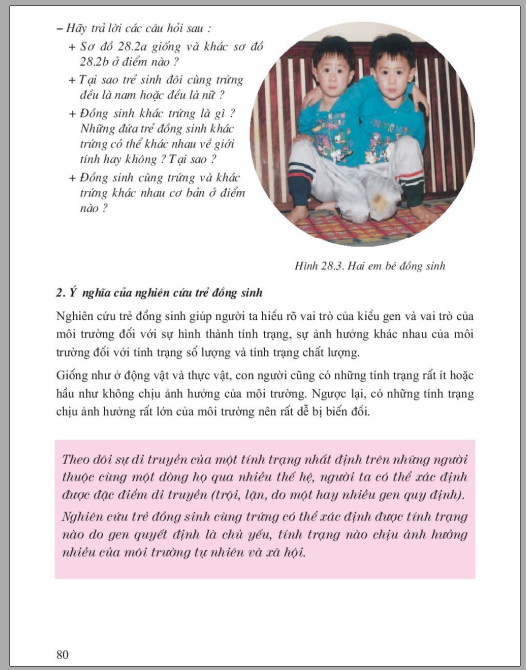 – Hãy trả lời các câu hỏi sau :
+ Sơ đồ 28.2a giống và khác sơ đồ
28.2b ở điểm nào ?
+ Tại sao trẻ sinh đôi cùng trứng
đều là nam hoặc đều là nữ ?
+ Đồng sinh khác trứng là gì ?
Những đứa trẻ đồng sinh khác
trứng có thể khác nhau về giới
tính hay không ? Tại sao ?
+ Đồng sinh cùng trứng và khác
trứng khác nhau cơ bản ở điểm
nào ?
Hình 28.3. Hai em bé đồng sinh
2. Ý nghĩa của nghiên cứu trẻ đồng sinh
Nghiên cứu trẻ đồng sinh giúp người ta hiểu rõ vai trò của kiểu gen và vai trò của
môi trường đối với sự hình thành tính trạng, sự ảnh hưởng khác nhau của môi
trường đối với tính trạng số lượng và tính trạng chất lượng.
Giống như ở động vật và thực vật, con người cũng có những tính trạng rất ít hoặc
hầu như không chịu ảnh hưởng của môi trường. Ngược lại, có những tính trạng
chịu ảnh hưởng rất lớn của môi trường nên rất dễ bị biến đổi.
Theo dõi sự di truyền của một tính trạng nhất định trên những người
thuộc cùng một dòng họ qua nhiều thế hệ, người ta có thể xác định
được đặc điểm di truyền (trội, lặn, do một hay nhiều gen quy định).
Nghiên cứu trẻ đồng sinh cùng trứng có thể xác định được tính trạng
nào do gen quyết định là chủ yếu, tính trạng nào chịu ảnh hưởng
nhiều của môi trường tự nhiên và xã hội.
80